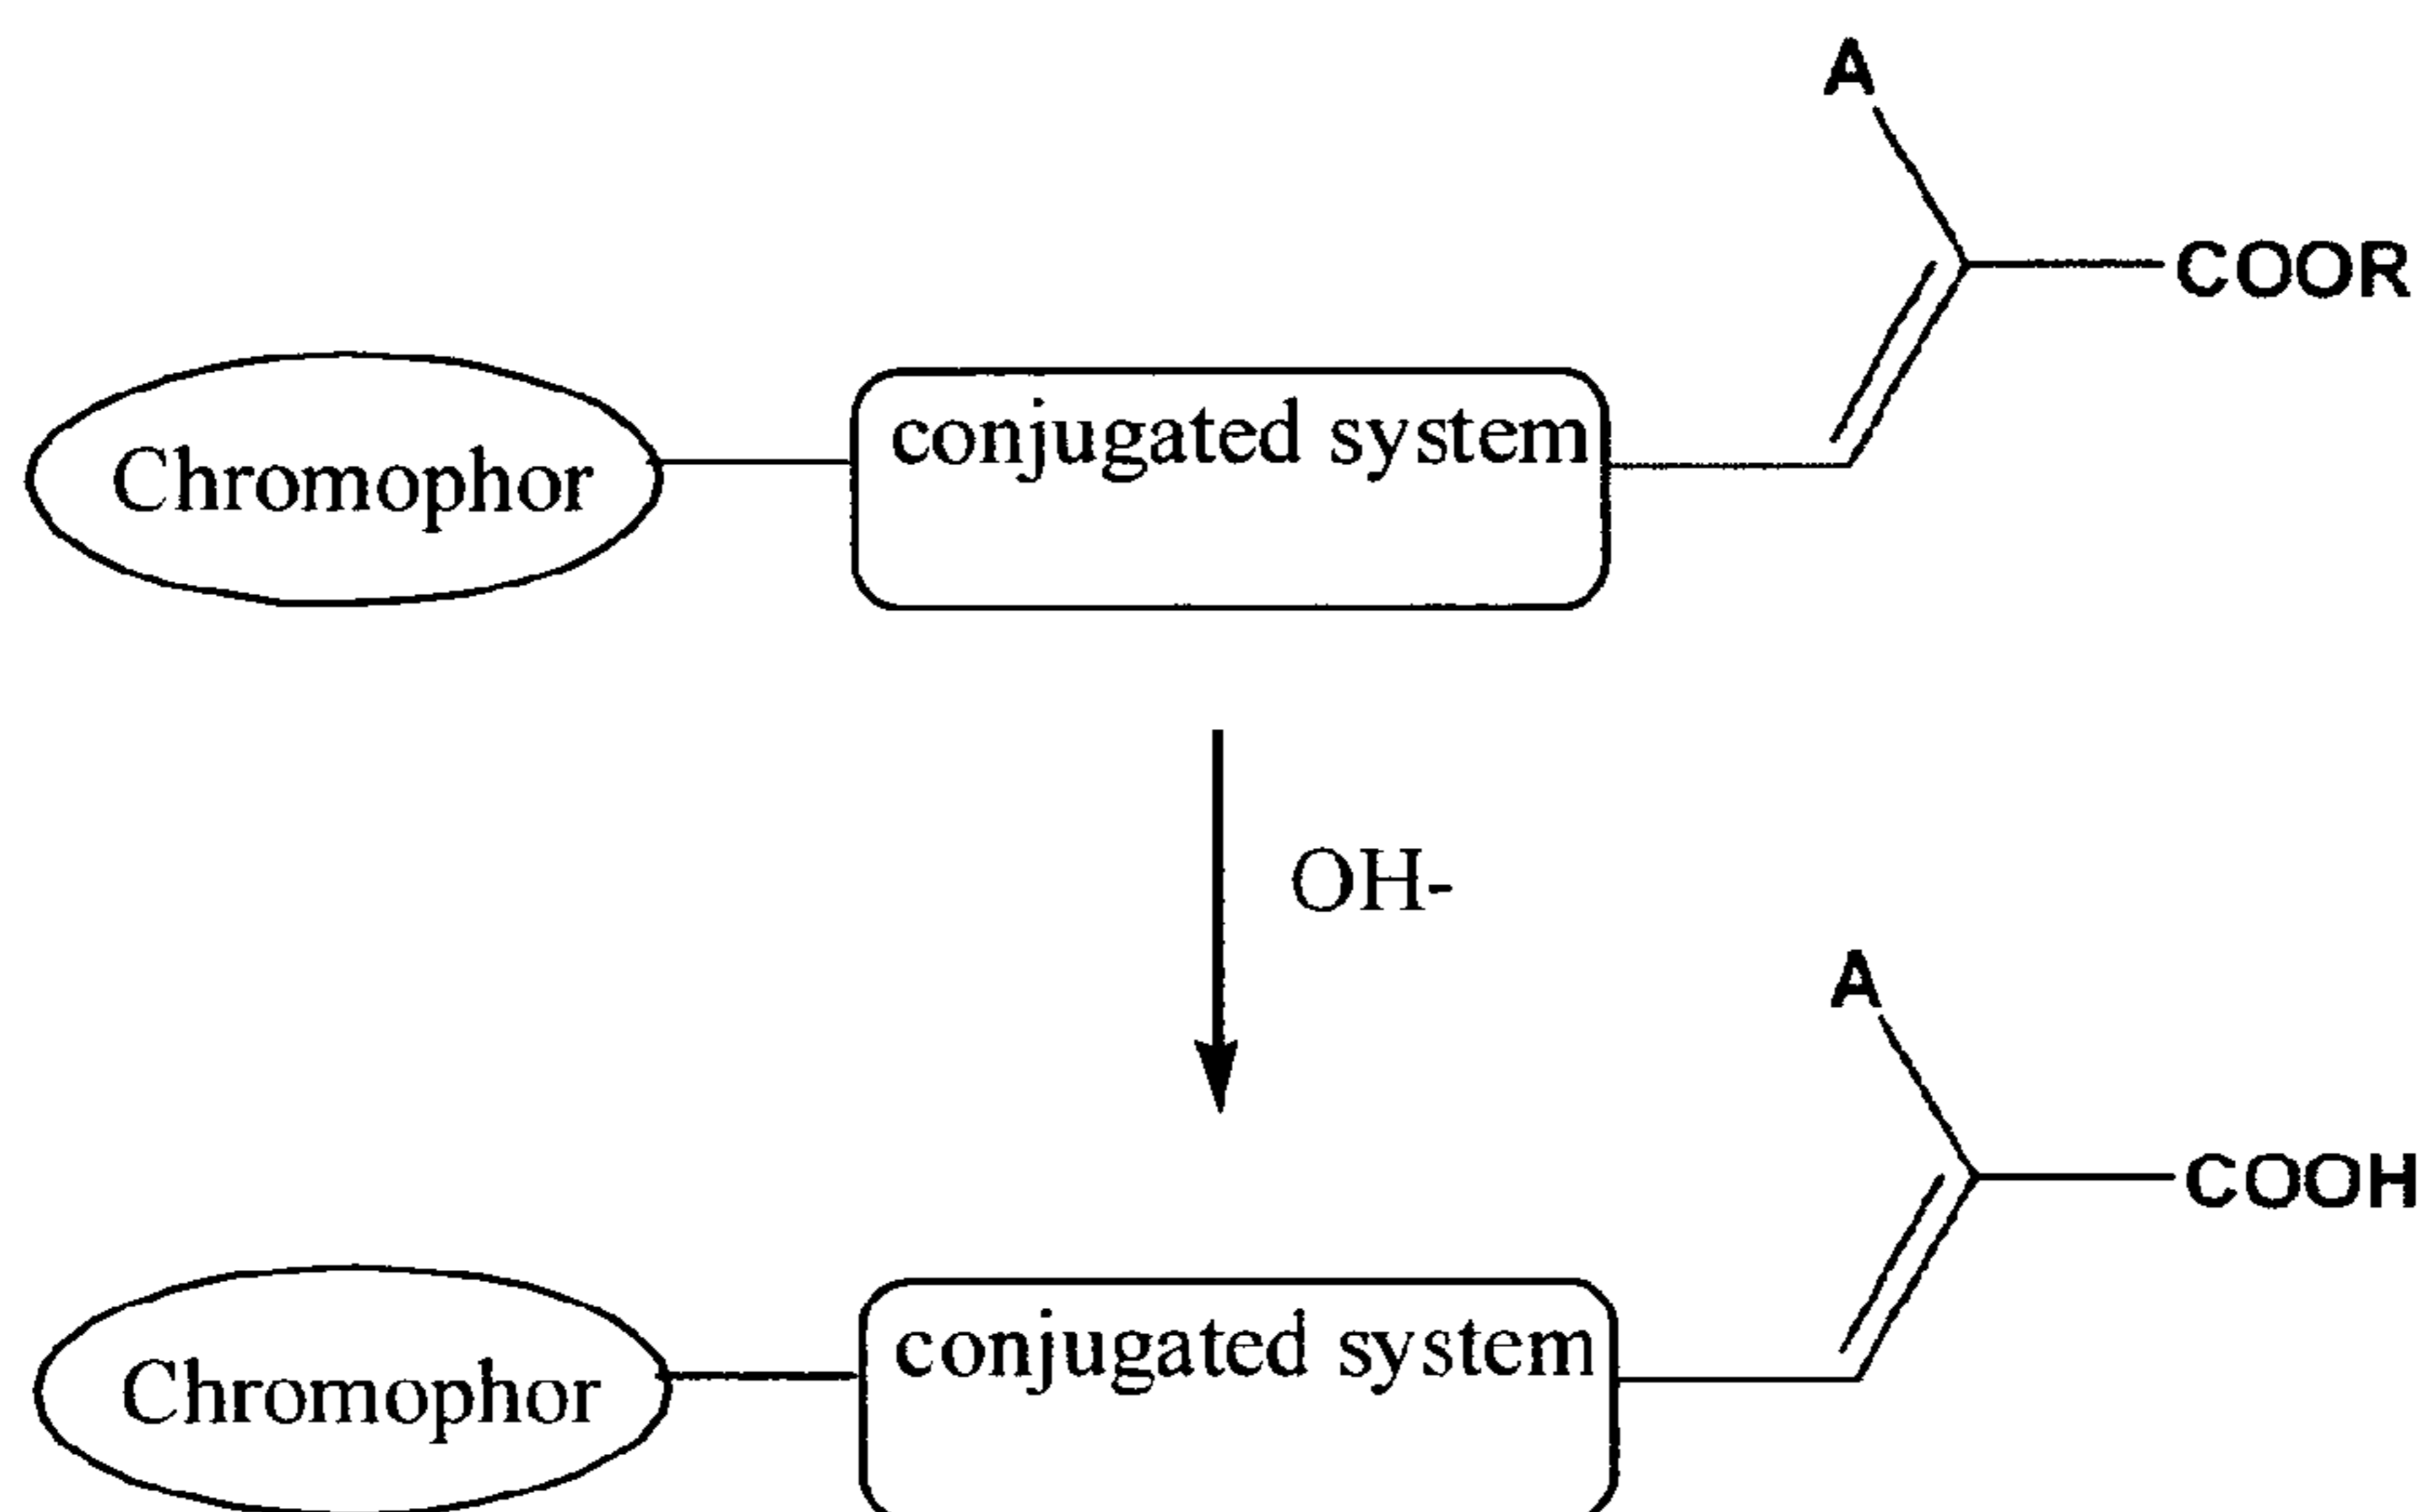 A
COOR
Chromophor
conjugated system
OH-
A
COOH
Chromophor
conjugated system